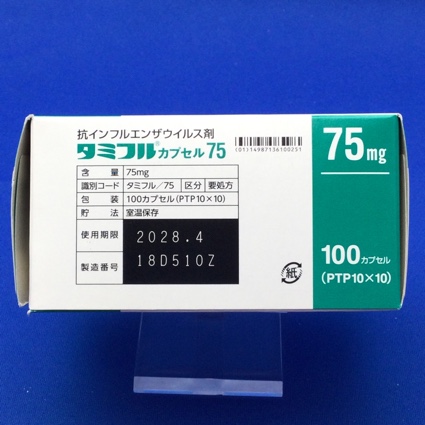 抗インフルエンザウイルス剤
タミフル®カプセル75
(01)14987136100251
含 量 75mg
識別コード タミフル/75 区分 要処方
包 装 100カプセル(PTP10×10)
貯 法 室温保存
使用期限 2028.4
製造番号 18D510Z
紙
75mg
100カプセル
(PTP10×10)